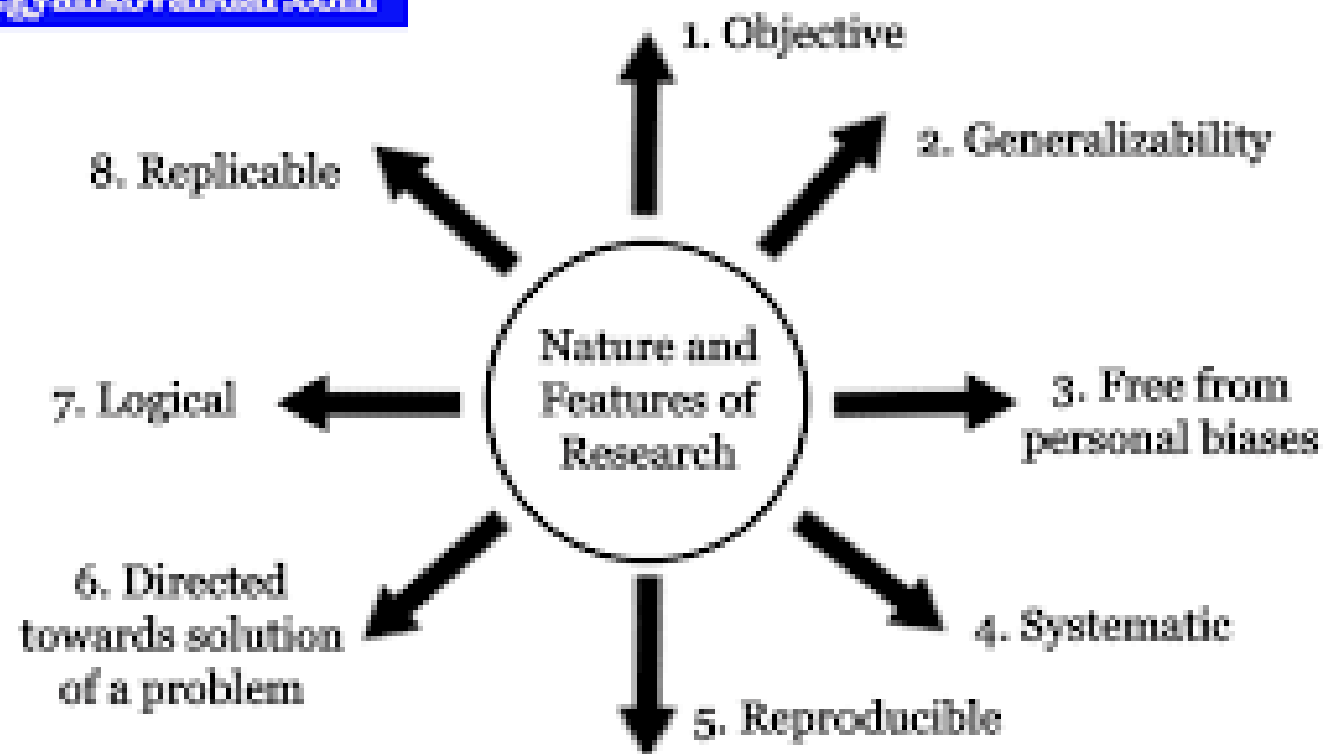 1. Objective
2. Generalizability
3. Free from
personal biases
4. Systematic
5. Reproducible
6. Directed
towards solution
of a problem
7. Logical
8. Replicable
Nature and
Features of
Research